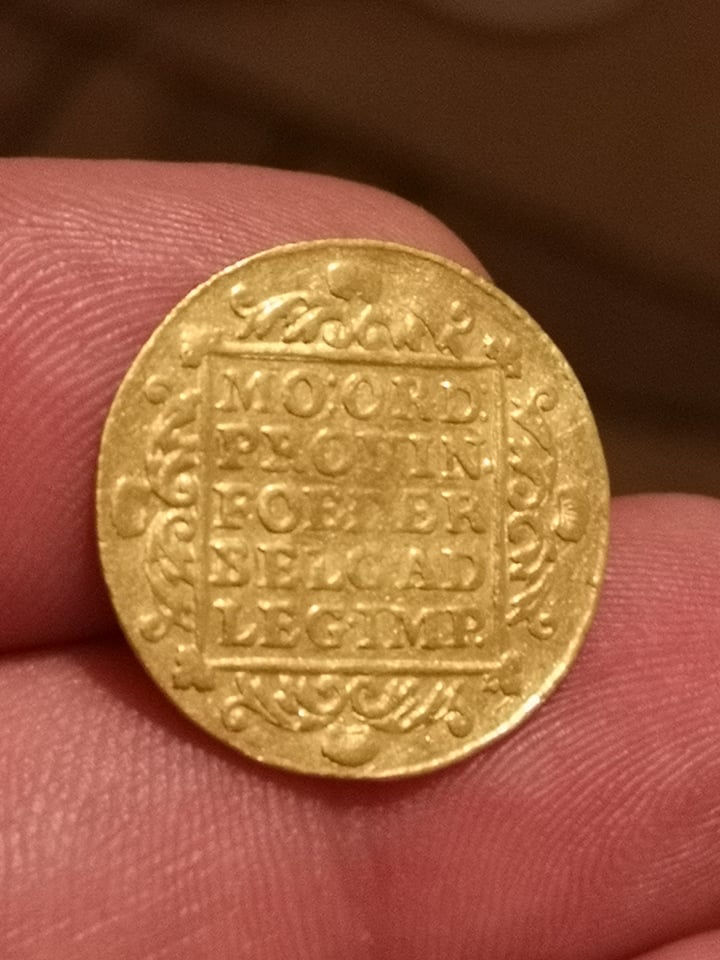 MO:ORD:
PROVIN
FOEDER
BELG AD
LEG IMP.